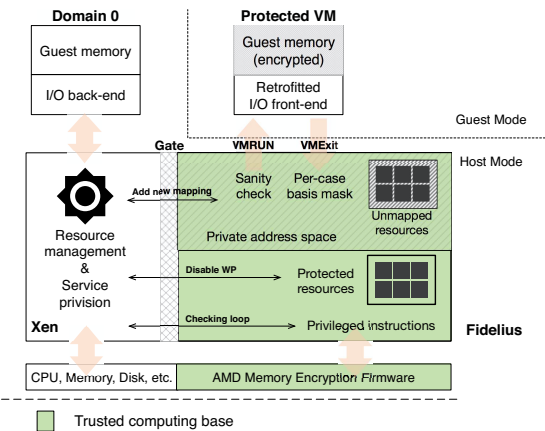 Domain 0
Protected VM
Guest memory
I/O back-end
Guest memory
(encrypted)
Retrofitted
I/O front-end
Guest Mode
Gate
VMRUN
VMExit
Host Mode
Add new mapping
Sanity
check
Per-case
basis mask
Unmapped
resources
Private address space
Resource
management
&
Service
privision
Disable WP
Protected
resources
Xen
Checking loop
Privileged instructions
Fidelius
CPU, Memory, Disk, etc.
AMD Memory Encryption Firmware
Trusted computing base